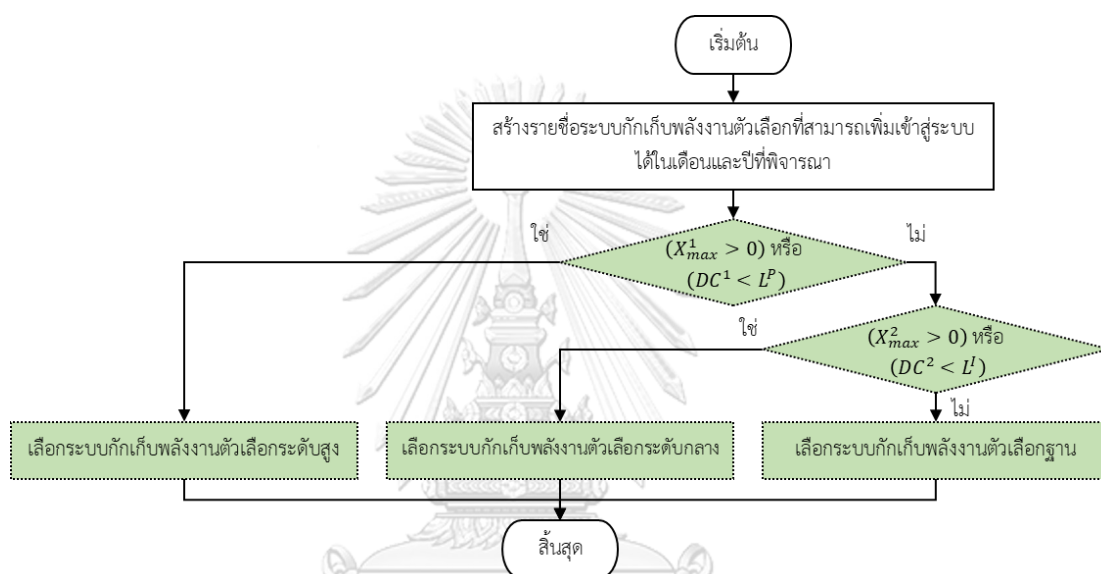 เริ่มต้น
สร้างรายชื่อระบบกักเก็บพลังงานตัวเลือกที่สามารถเพิ่มเข้าสู่ระบบ
ได้ในเดือนและปีที่พิจารณา
ใช่
ไม่
(X¹max > 0) หรือ
(DC¹ < Lᴾ)
ใช่
(X²max > 0) หรือ
(DC² < Lᴵ)
ไม่
เลือกระบบกักเก็บพลังงานตัวเลือกระดับสูง
เลือกระบบกักเก็บพลังงานตัวเลือกระดับกลาง
เลือกระบบกักเก็บพลังงานตัวเลือกฐาน
สิ้นสุด